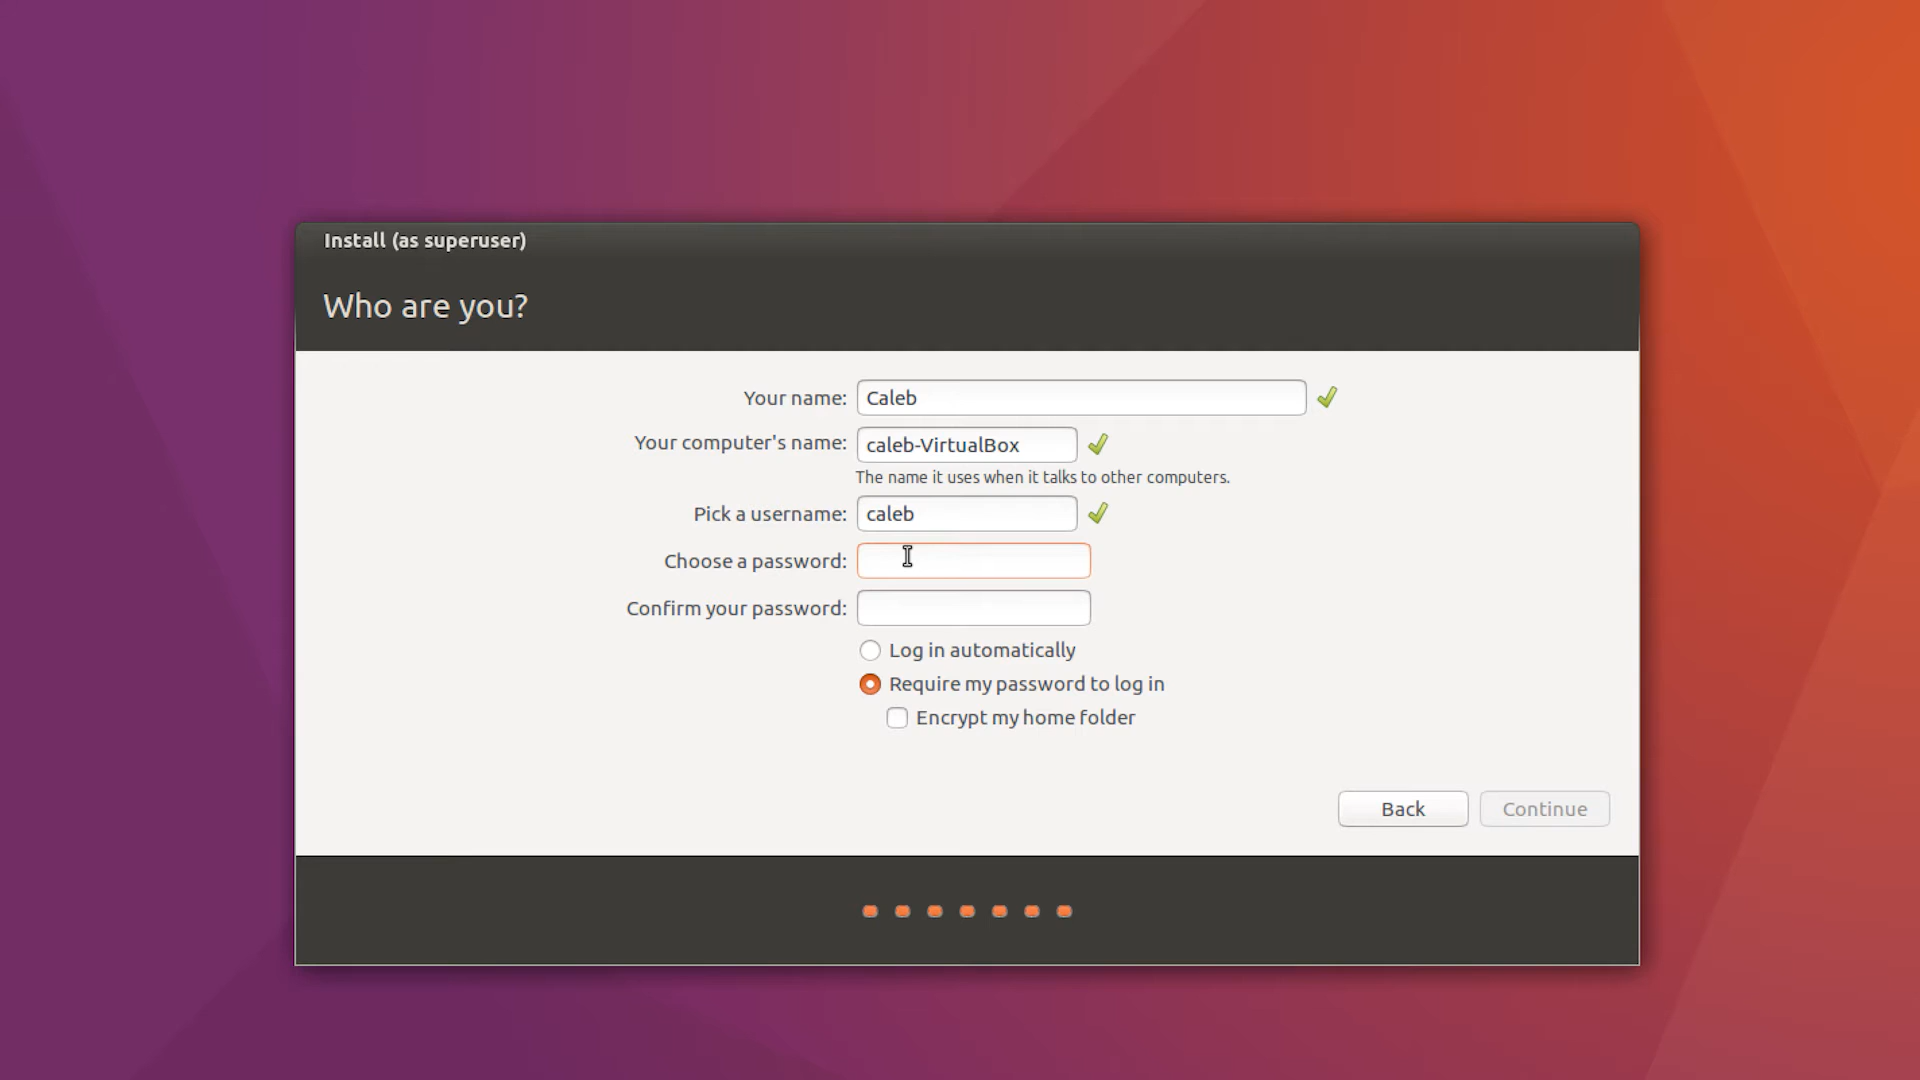 Install (as superuser)
Who are you?
Your name: Caleb
Your computer's name: caleb-VirtualBox
The name it uses when it talks to other computers.
Pick a username: caleb
Choose a password:
Confirm your password:
Log in automatically
Require my password to log in
Encrypt my home folder
Back Continue